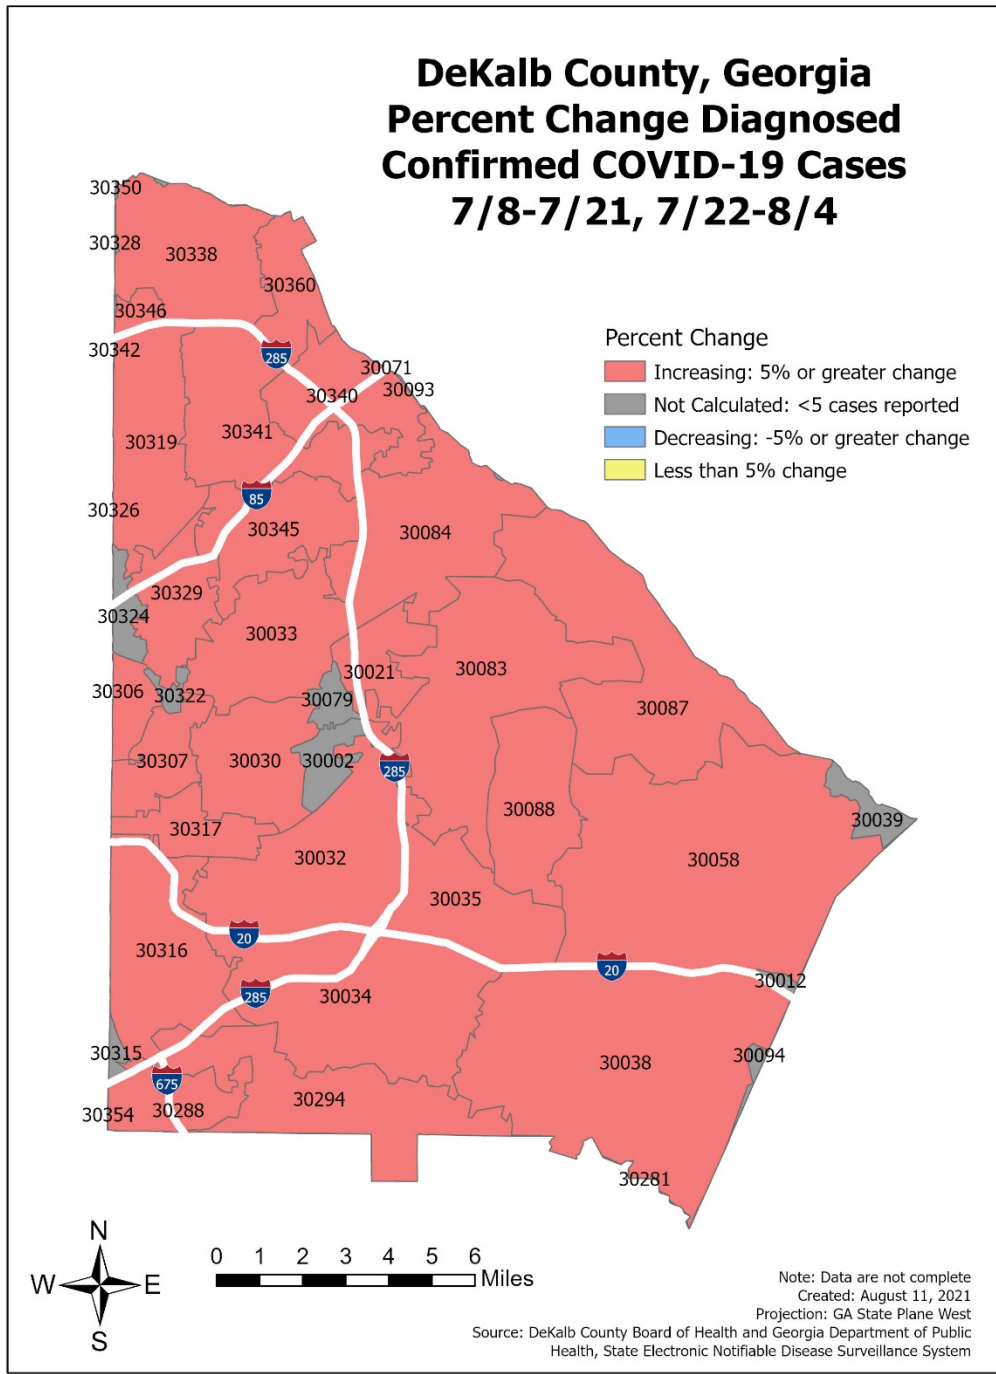 DeKalb County, Georgia
Percent Change Diagnosed
Confirmed COVID-19 Cases
7/8-7/21, 7/22-8/4
30350
30328
30338
30360
30346
30342
285
30071
30340
30093
30341
30319
85
30326
30345
30084
30329
30324
30033
30021
30083
30306
30322
30079
30087
30307
30030
30002
285
30088
30039
30317
30032
30058
30035
30316
20
20
30012
285
30034
30315
30038
30094
675
30354
30288
30294
30281
Percent Change
Increasing: 5% or greater change
Not Calculated: <5 cases reported
Decreasing: -5% or greater change
Less than 5% change
N
W E
S
0 1 2 3 4 5 6
Miles
Note: Data are not complete
Created: August 11, 2021
Projection: GA State Plane West
Source: DeKalb County Board of Health and Georgia Department of Public
Health, State Electronic Notifiable Disease Surveillance System